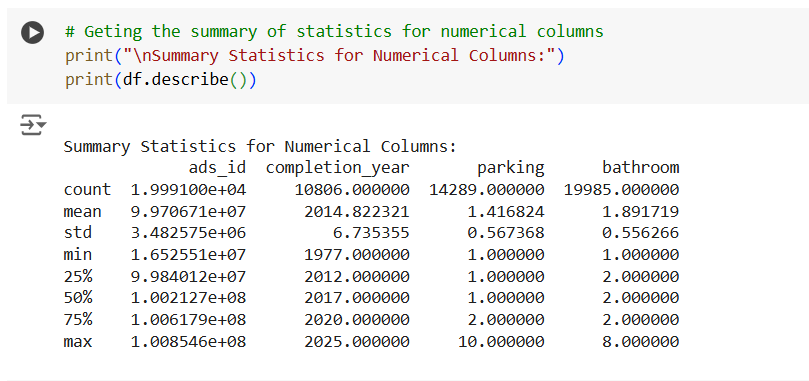 # Geting the summary of statistics for numerical columns
print("\nSummary Statistics for Numerical Columns:")
print(df.describe())
Summary Statistics for Numerical Columns:
             ads_id  completion_year       parking      bathroom
count  1.999100e+04     10806.000000  14289.000000  19985.000000
mean   9.970671e+07      2014.822321      1.416824      1.891719
std    3.482575e+06         6.735355      0.567368      0.556266
min    1.652551e+07      1977.000000      1.000000      1.000000
25%    9.984012e+07      2012.000000      1.000000      2.000000
50%    1.002127e+08      2017.000000      1.000000      2.000000
75%    1.006179e+08      2020.000000      2.000000      2.000000
max    1.008546e+08      2025.000000     10.000000      8.000000